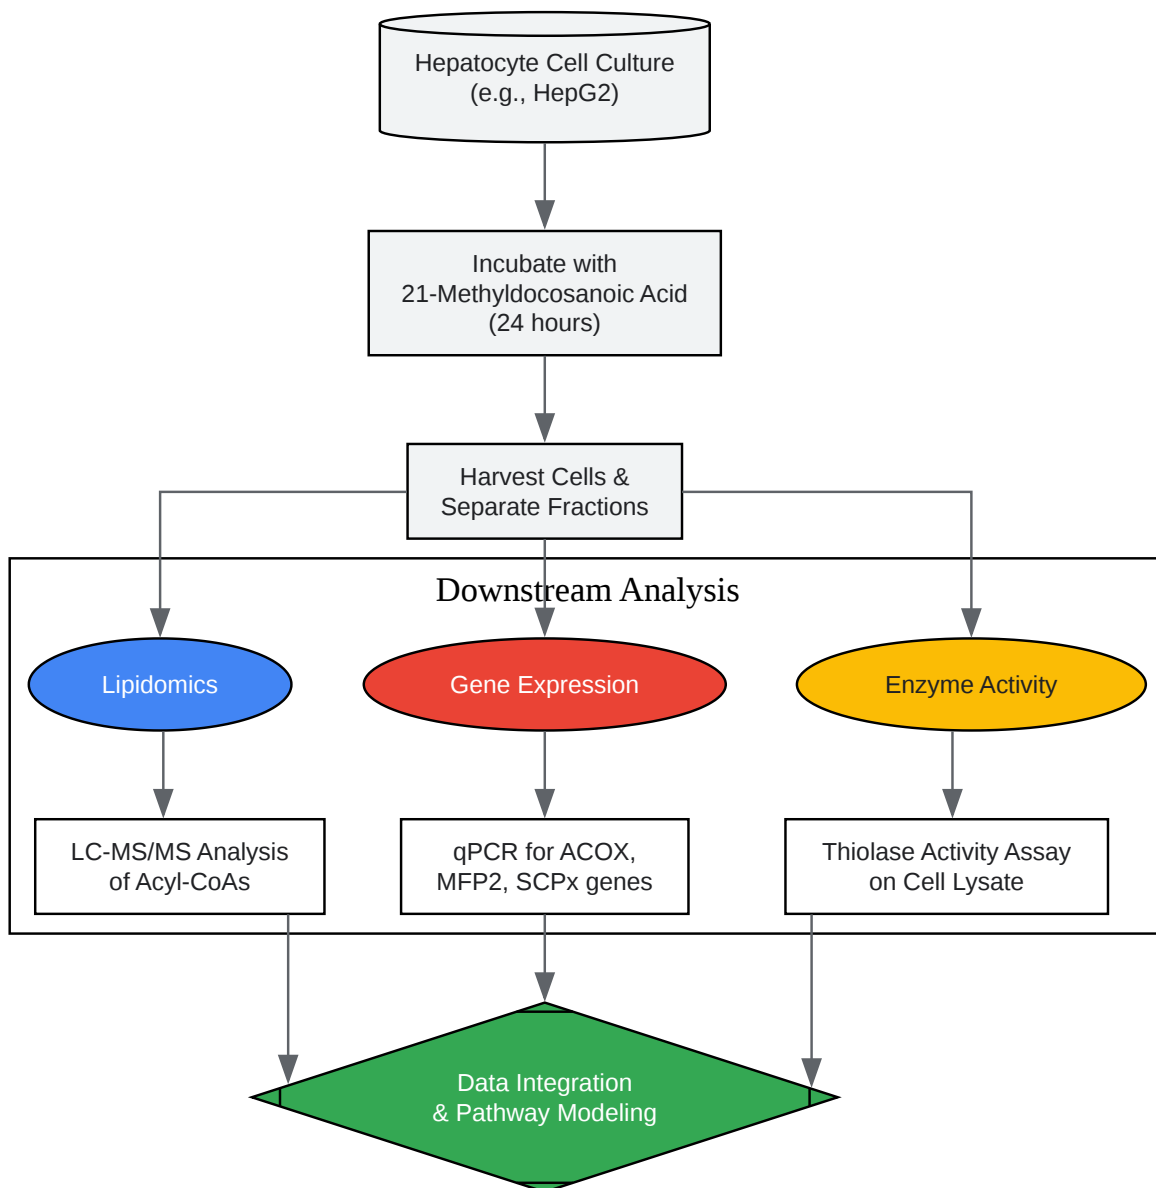 Hepatocyte Cell Culture
(e.g., HepG2)
Incubate with
21-Methyldocosanoic Acid
(24 hours)
Harvest Cells &
Separate Fractions
Downstream Analysis
Lipidomics
Gene Expression
Enzyme Activity
LC-MS/MS Analysis
of Acyl-CoAs
qPCR for ACOX,
MFP2, SCPx genes
Thiolase Activity Assay
on Cell Lysate
Data Integration
& Pathway Modeling